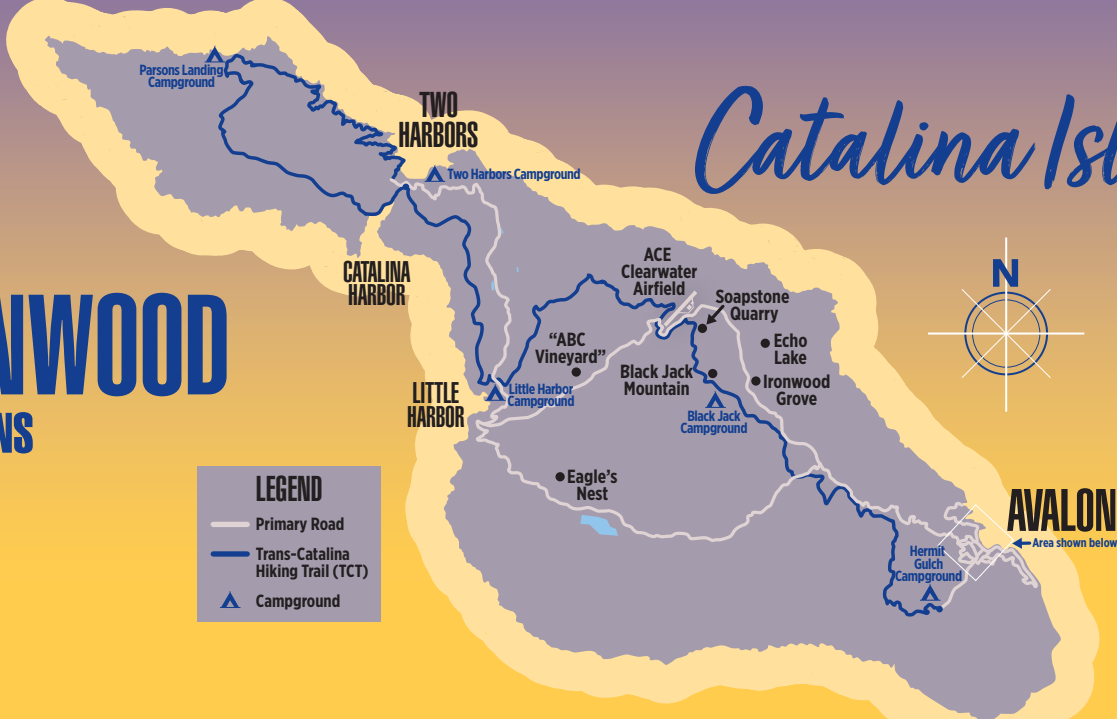 Parsons Landing
Campground
TWO
HARBORS
Two Harbors Campground
Catalina Isl
N
CATALINA
HARBOR
ACE
Clearwater
Airfield
Soapstone
Quarry
Echo
Lake
"ABC
Vineyard"
Black Jack
Mountain
Ironwood
Grove
NWOOD
NS
LITTLE
HARBOR
Little Harbor
Campground
Black Jack
Campground
Eagle's
Nest
LEGEND
Primary Road
Trans-Catalina
Hiking Trail (TCT)
Campground
AVALON
Area shown below
Hermit
Gulch
Campground